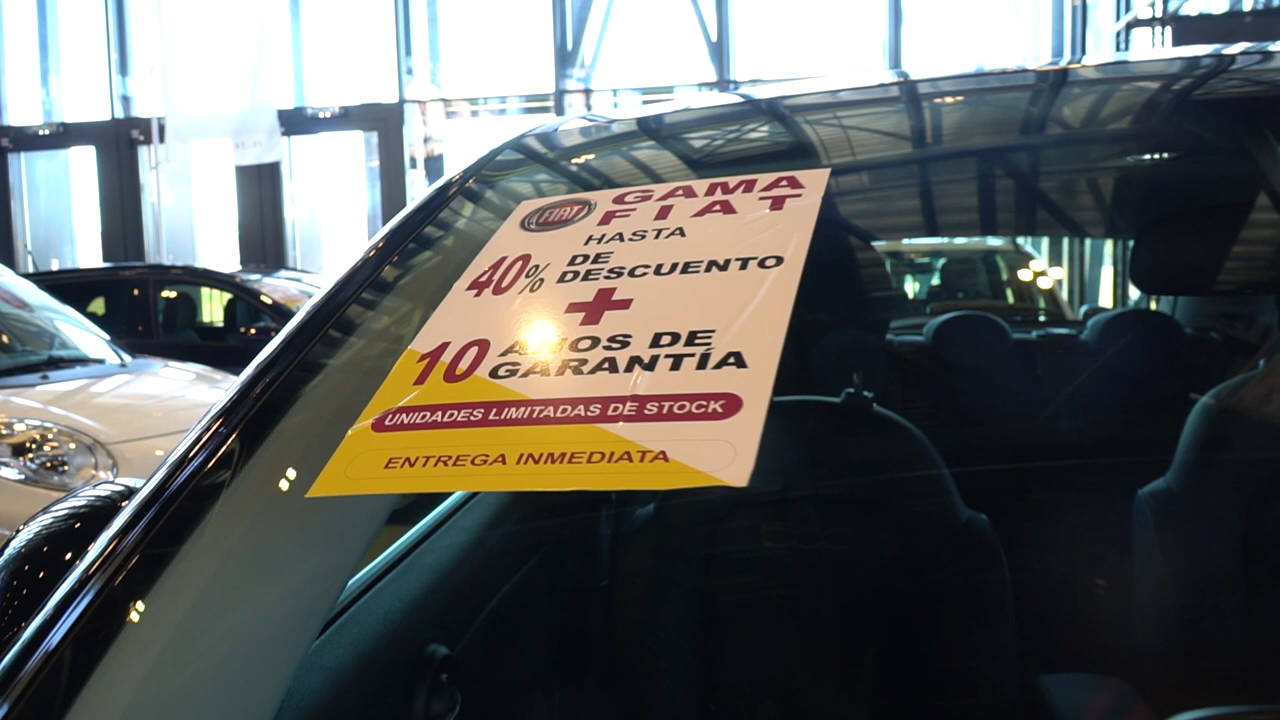 FIAT
GAMA
FIAT
HASTA
40% DE
DESCUENTO
+
10 AÑOS DE
GARANTÍA
UNIDADES LIMITADAS DE STOCK
ENTREGA INMEDIATA